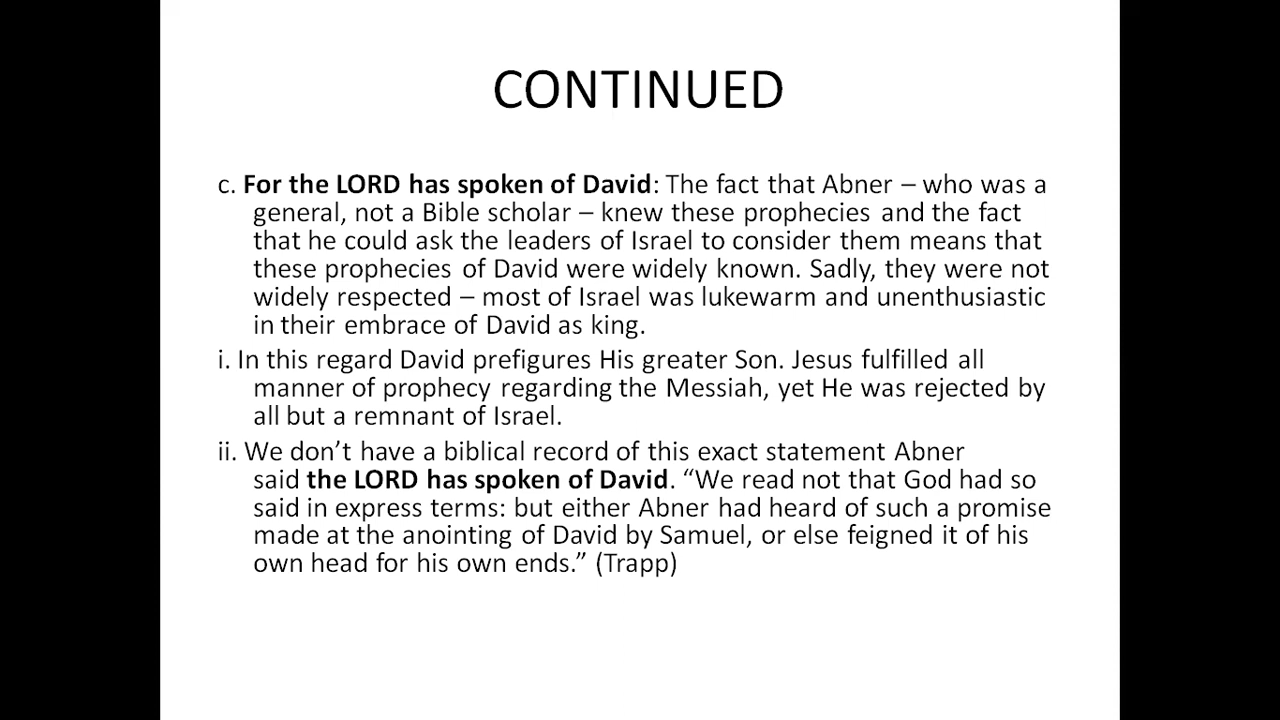 CONTINUED
c. For the LORD has spoken of David: The fact that Abner – who was a
general, not a Bible scholar – knew these prophecies and the fact
that he could ask the leaders of Israel to consider them means that
these prophecies of David were widely known. Sadly, they were not
widely respected – most of Israel was lukewarm and unenthusiastic
in their embrace of David as king.
i. In this regard David prefigures His greater Son. Jesus fulfilled all
manner of prophecy regarding the Messiah, yet He was rejected by
all but a remnant of Israel.
ii. We don’t have a biblical record of this exact statement Abner
said the LORD has spoken of David. “We read not that God had so
said in express terms: but either Abner had heard of such a promise
made at the anointing of David by Samuel, or else feigned it of his
own head for his own ends.” (Trapp)